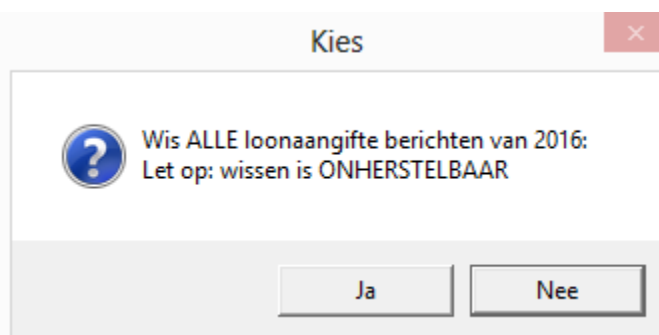 Kies
Wis ALLE loonaangifte berichten van 2016:
Let op: wissen is ONHERSTELBAAR
Ja
Nee